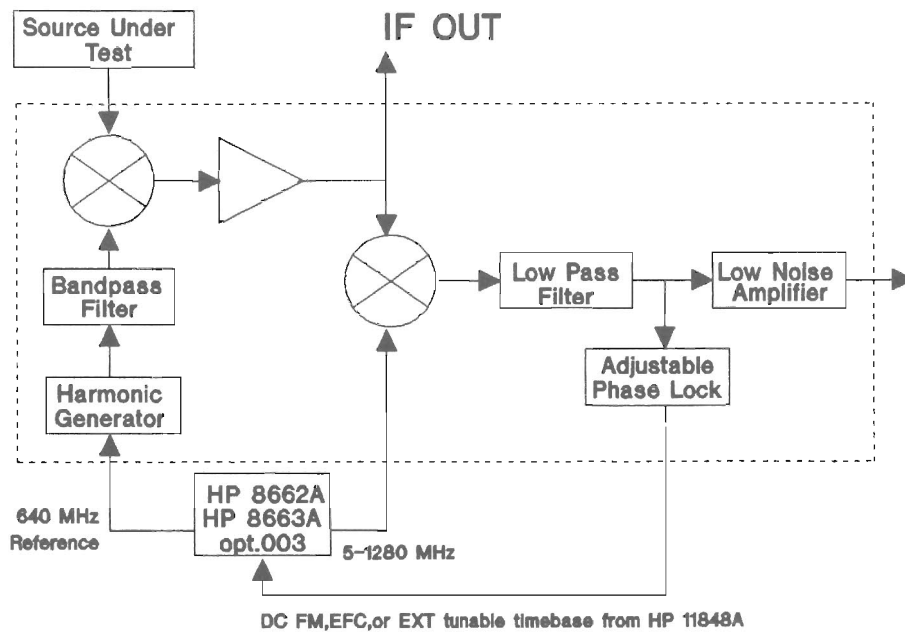 Source Under
Test
IF OUT
Bandpass
Filter
Low Pass
Filter
Low Noise
Amplifier
Harmonic
Generator
Adjustable
Phase Lock
640 MHz
Reference
HP 8662A
HP 8663A
opt.003
5-1280 MHz
DC FM,EFC,or EXT tunable timebase from HP 11848A